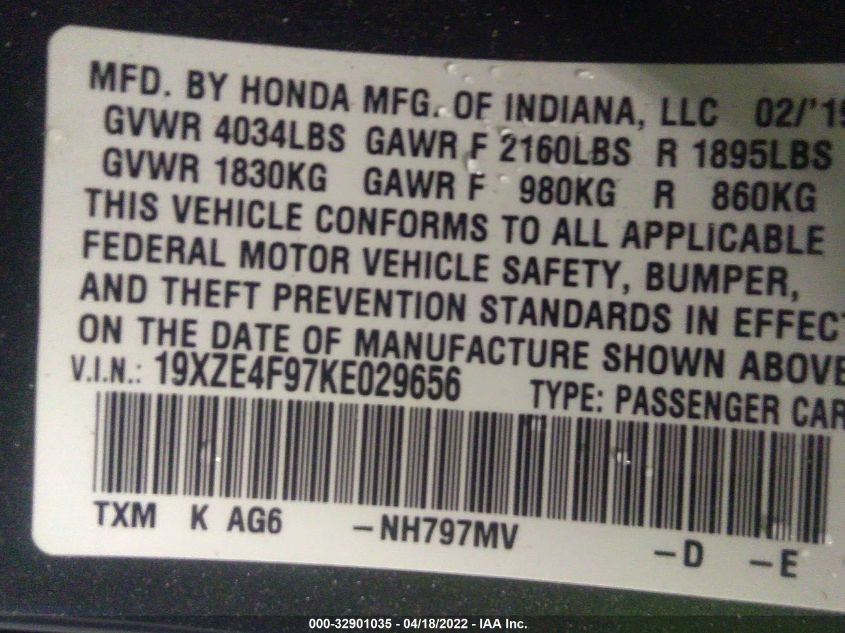 MFD. BY HONDA MFG. OF INDIANA, LLC 02/'19
GVWR 4034LBS GAWR F 2160LBS R 1895LBS
GVWR 1830KG GAWR F 980KG R 860KG
THIS VEHICLE CONFORMS TO ALL APPLICABLE
FEDERAL MOTOR VEHICLE SAFETY, BUMPER,
AND THEFT PREVENTION STANDARDS IN EFFECT
ON THE DATE OF MANUFACTURE SHOWN ABOVE
V.I.N.: 19XZE4F97KE029656 TYPE: PASSENGER CAR
TXM K AG6 -NH797MV -D -E
000-32901035 - 04/18/2022 - IAA Inc.